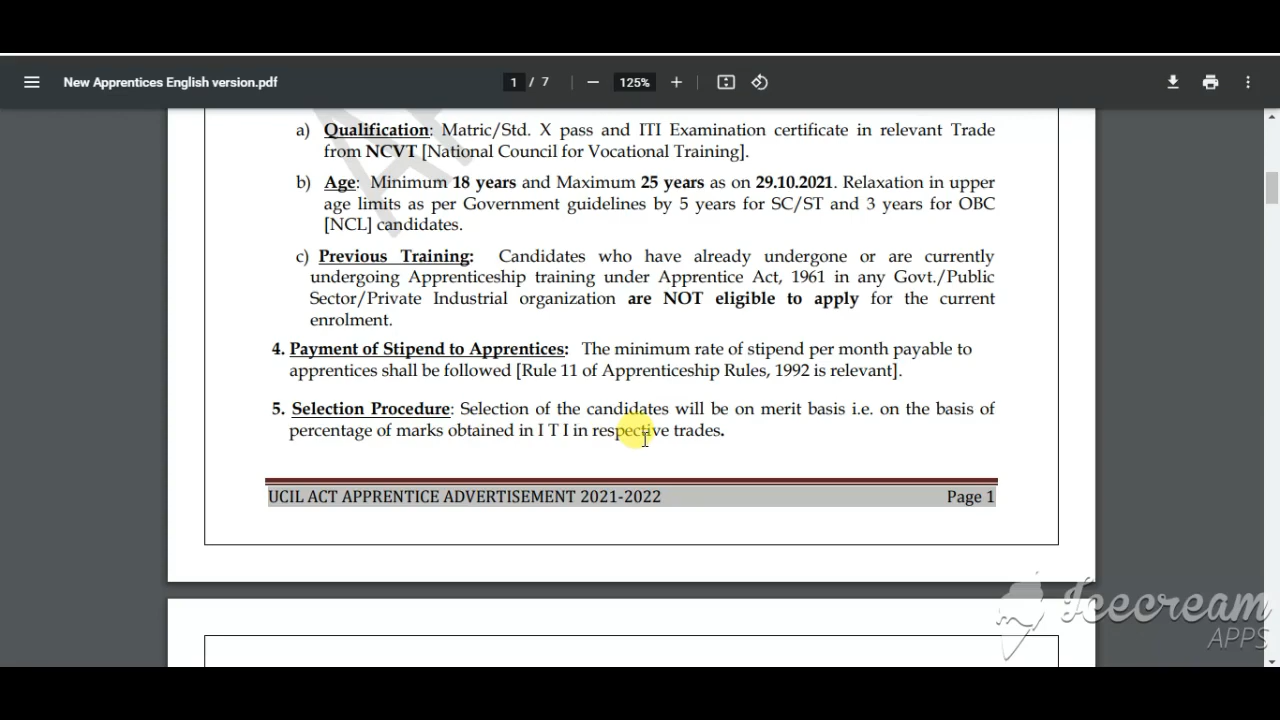 New Apprentices English version.pdf
1 / 7
125%
a) Qualification: Matric/Std. X pass and ITI Examination certificate in relevant Trade
from NCVT [National Council for Vocational Training].
b) Age: Minimum 18 years and Maximum 25 years as on 29.10.2021. Relaxation in upper
age limits as per Government guidelines by 5 years for SC/ST and 3 years for OBC
[NCL] candidates.
c) Previous Training: Candidates who have already undergone or are currently
undergoing Apprenticeship training under Apprentice Act, 1961 in any Govt./Public
Sector/Private Industrial organization are NOT eligible to apply for the current
enrolment.
4. Payment of Stipend to Apprentices: The minimum rate of stipend per month payable to
apprentices shall be followed [Rule 11 of Apprenticeship Rules, 1992 is relevant].
5. Selection Procedure: Selection of the candidates will be on merit basis i.e. on the basis of
percentage of marks obtained in I T I in respective trades.
UCIL ACT APPRENTICE ADVERTISEMENT 2021-2022 Page 1
Icecream
APPS